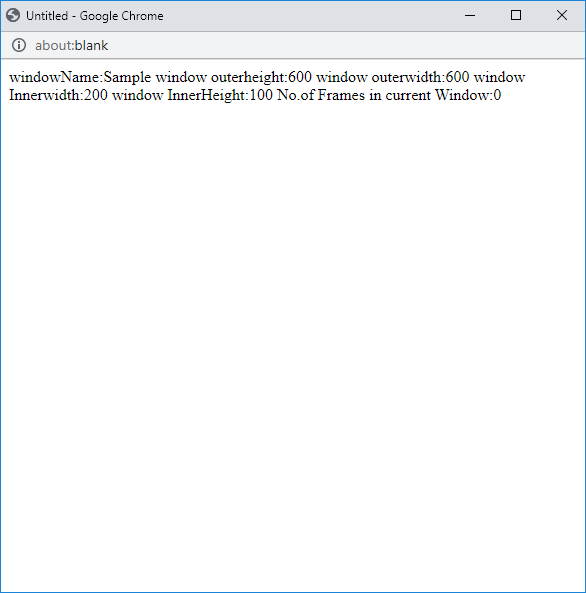 Untitled - Google Chrome
about:blank
windowName:Sample window outerheight:600 window outerwidth:600 window
Innerwidth:200 window InnerHeight:100 No.of Frames in current Window:0